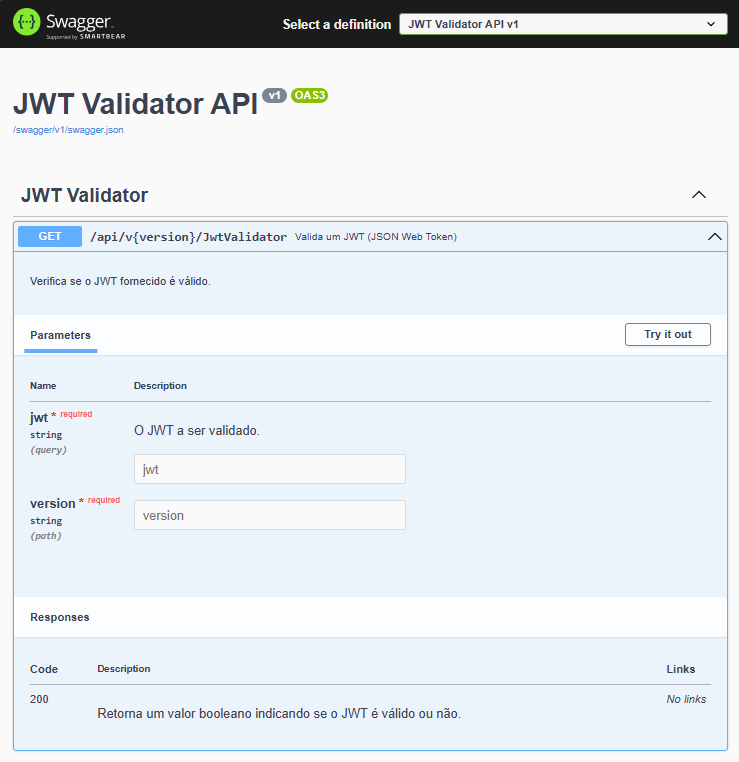 Swagger
Supported by SMARTBEAR
Select a definition
JWT Validator API v1
JWT Validator API v1 OAS3
/swagger/v1/swagger.json
JWT Validator
GET /api/v{version}/JwtValidator Valida um JWT (JSON Web Token)
Verifica se o JWT fornecido é válido.
Parameters
Try it out
Name Description
jwt * required
string
(query)
O JWT a ser validado.
jwt
version * required
string
(path)
version
Responses
Code Description Links
200
Retorna um valor booleano indicando se o JWT é válido ou não.
No links